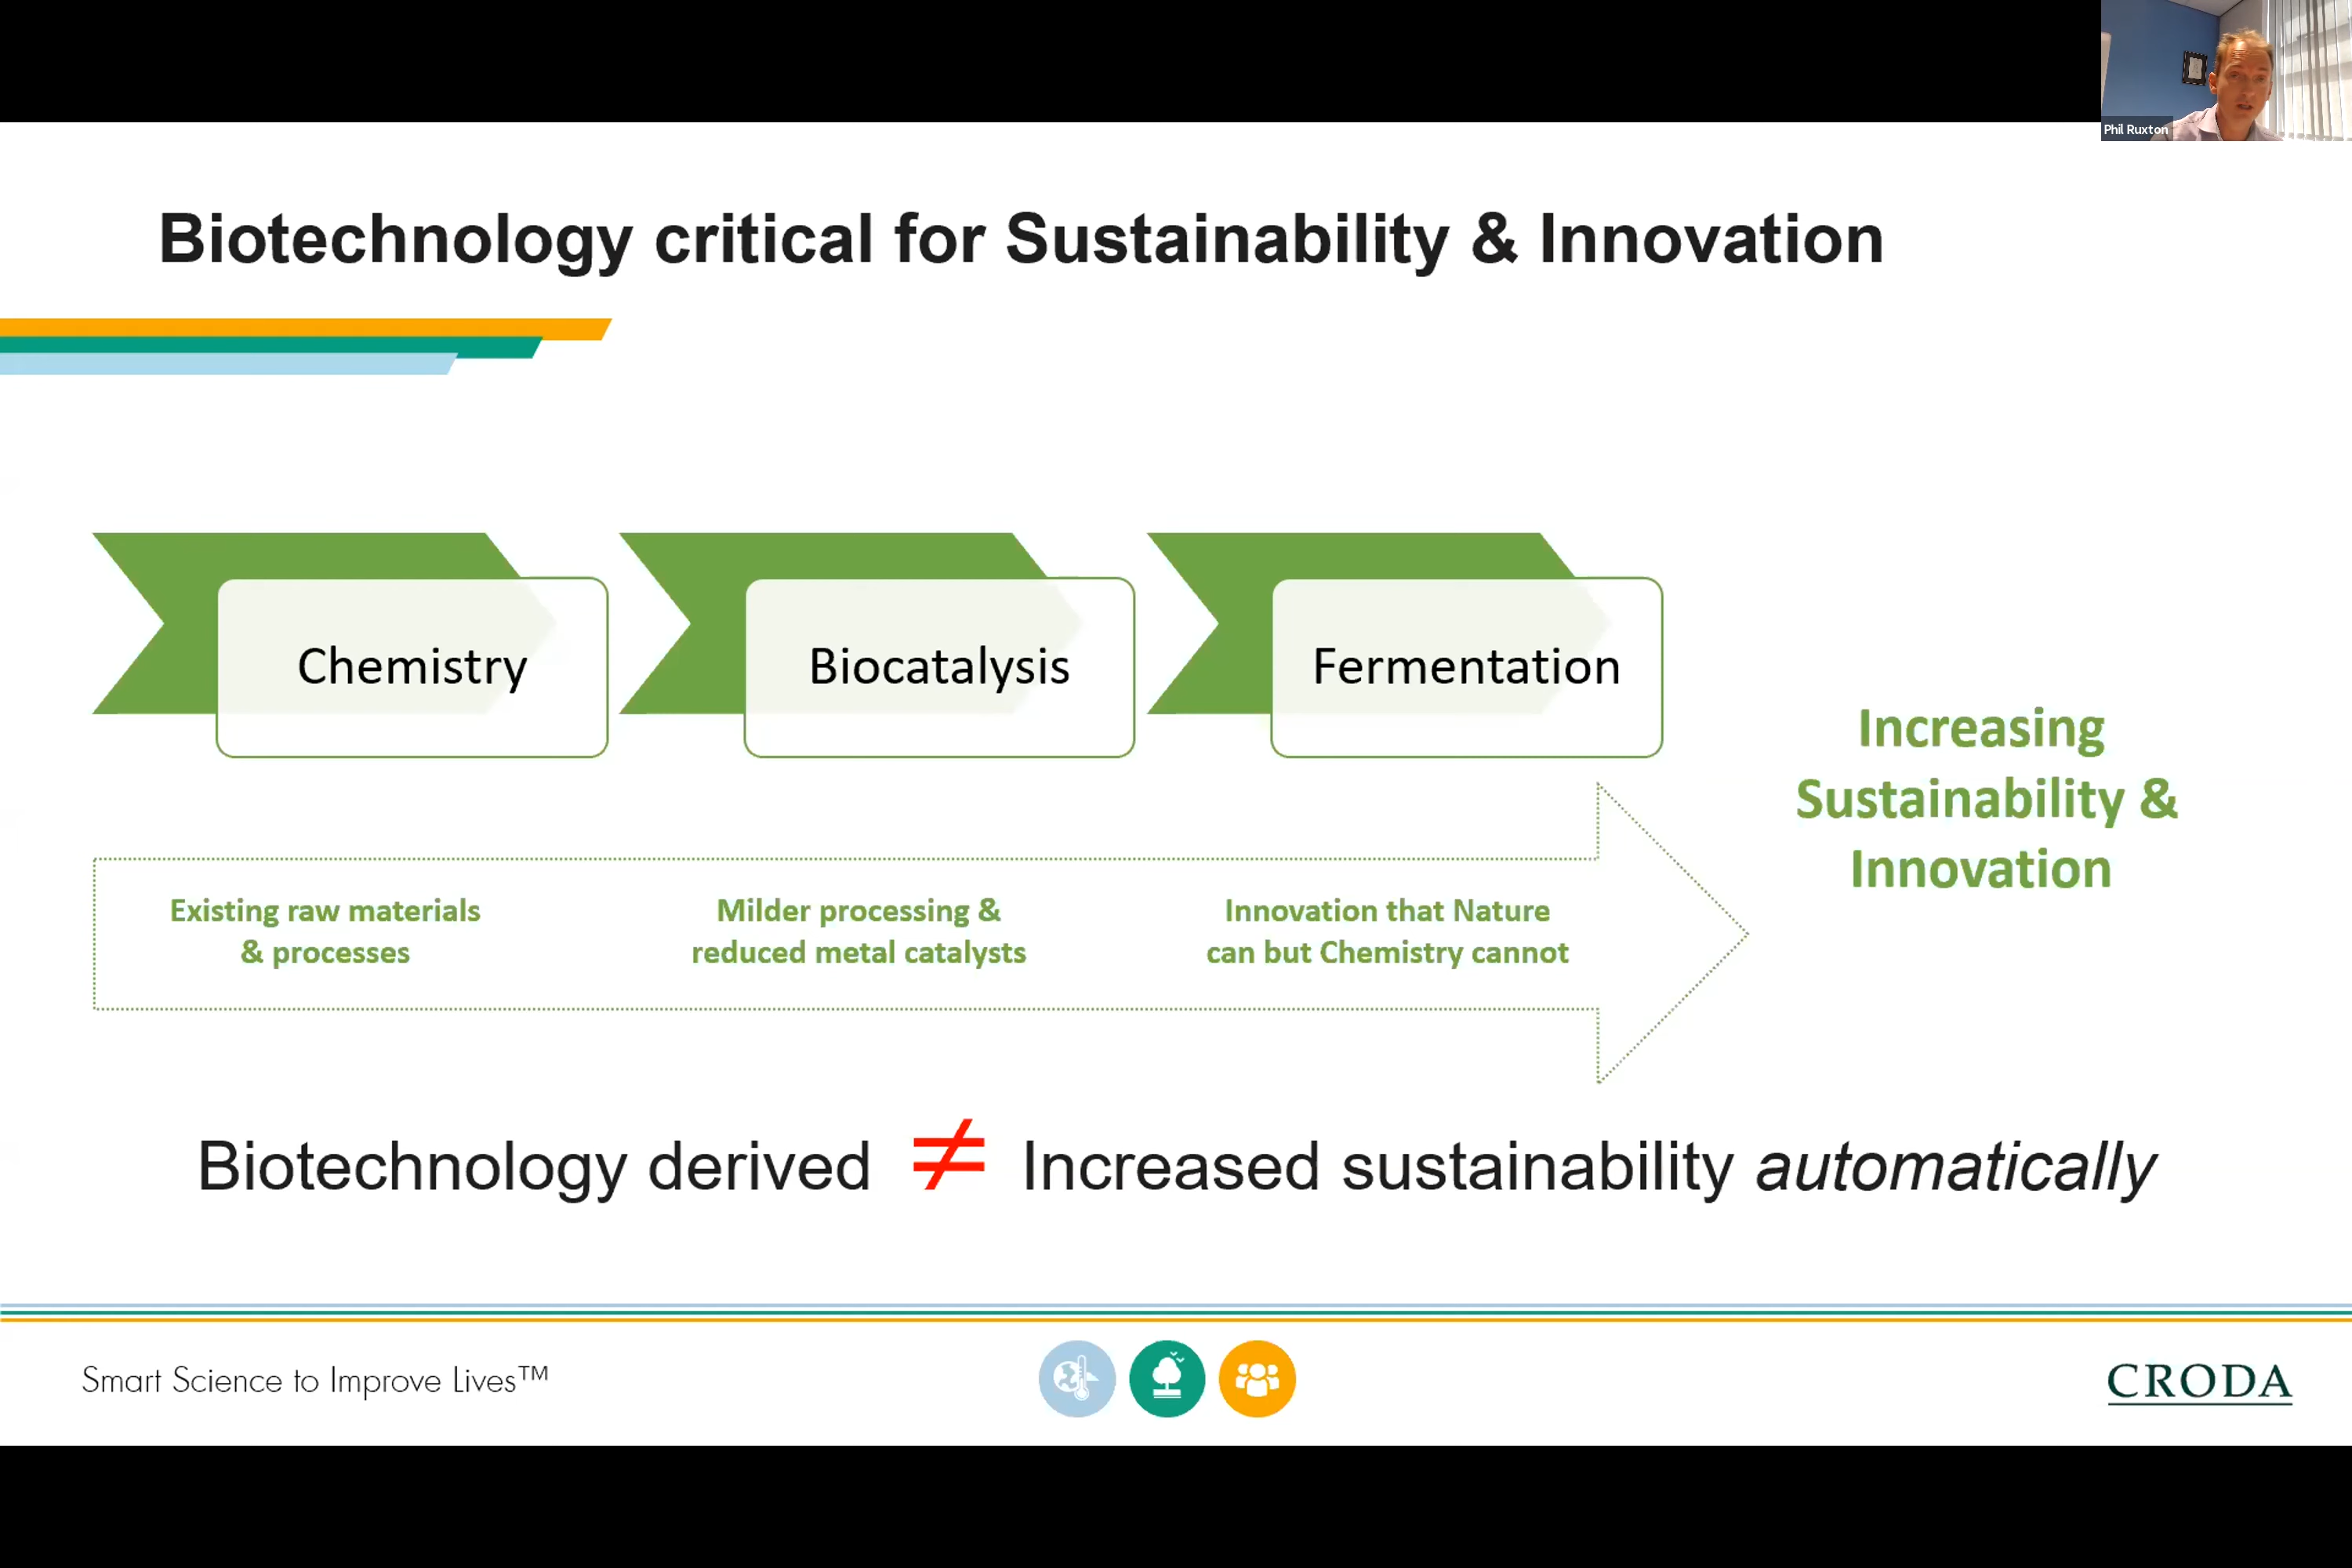 Phil Ruxton
Biotechnology critical for Sustainability & Innovation
Chemistry
Biocatalysis
Fermentation
Existing raw materials
& processes
Milder processing &
reduced metal catalysts
Innovation that Nature
can but Chemistry cannot
Increasing
Sustainability &
Innovation
Biotechnology derived ≠ Increased sustainability automatically
Smart Science to Improve Lives™
CRODA